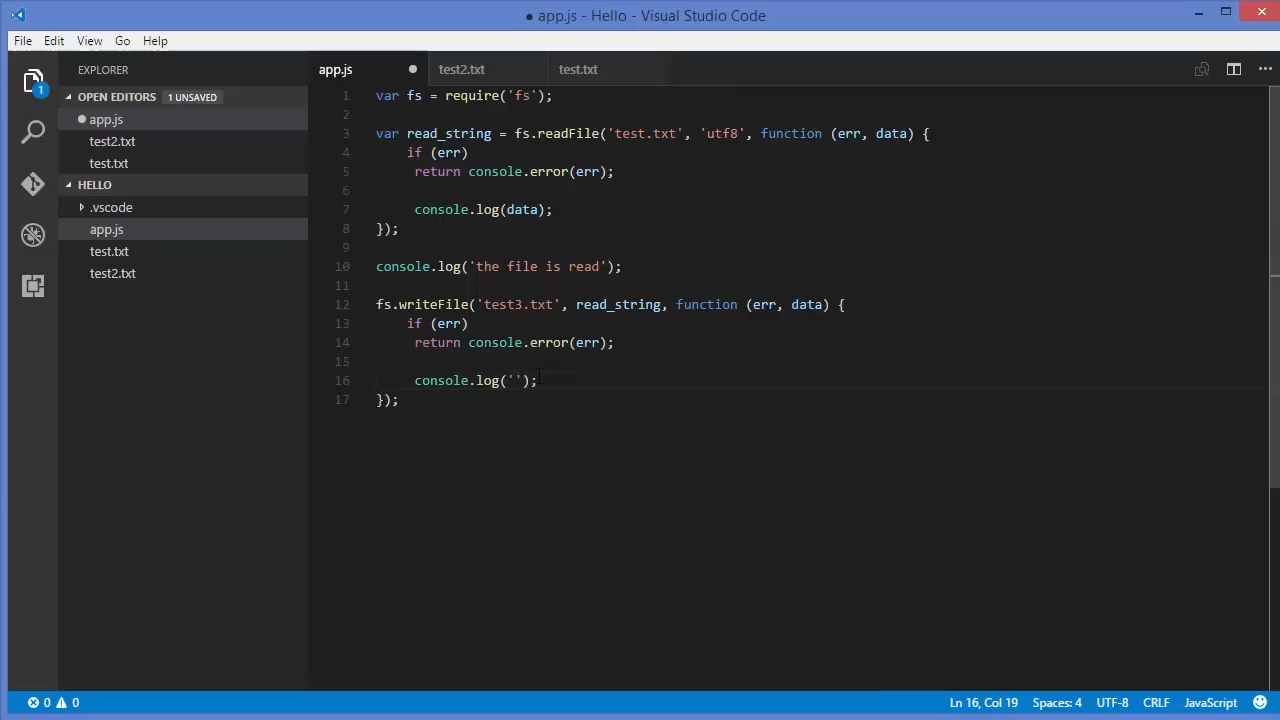 ● app.js - Hello - Visual Studio Code
File Edit View Go Help
EXPLORER
OPEN EDITORS 1 UNSAVED
app.js
test2.txt
test.txt
HELLO
.vscode
app.js
test.txt
test2.txt
1
app.js test2.txt test.txt
1 var fs = require('fs');
2
3 var read_string = fs.readFile('test.txt', 'utf8', function (err, data) {
4 if (err)
5 return console.error(err);
6
7 console.log(data);
8 });
9
10 console.log('the file is read');
11
12 fs.writeFile('test3.txt', read_string, function (err, data) {
13 if (err)
14 return console.error(err);
15
16 console.log('');
17 });
0 0 Ln 16, Col 19 Spaces: 4 UTF-8 CRLF JavaScript